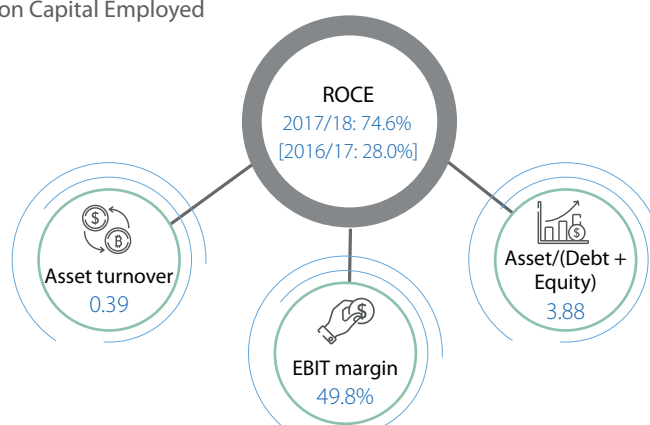 on Capital Employed
ROCE
2017/18: 74.6%
[2016/17: 28.0%]
$
B
Asset turnover
0.39
$
EBIT margin
49.8%
$
Asset/(Debt +
Equity)
3.88